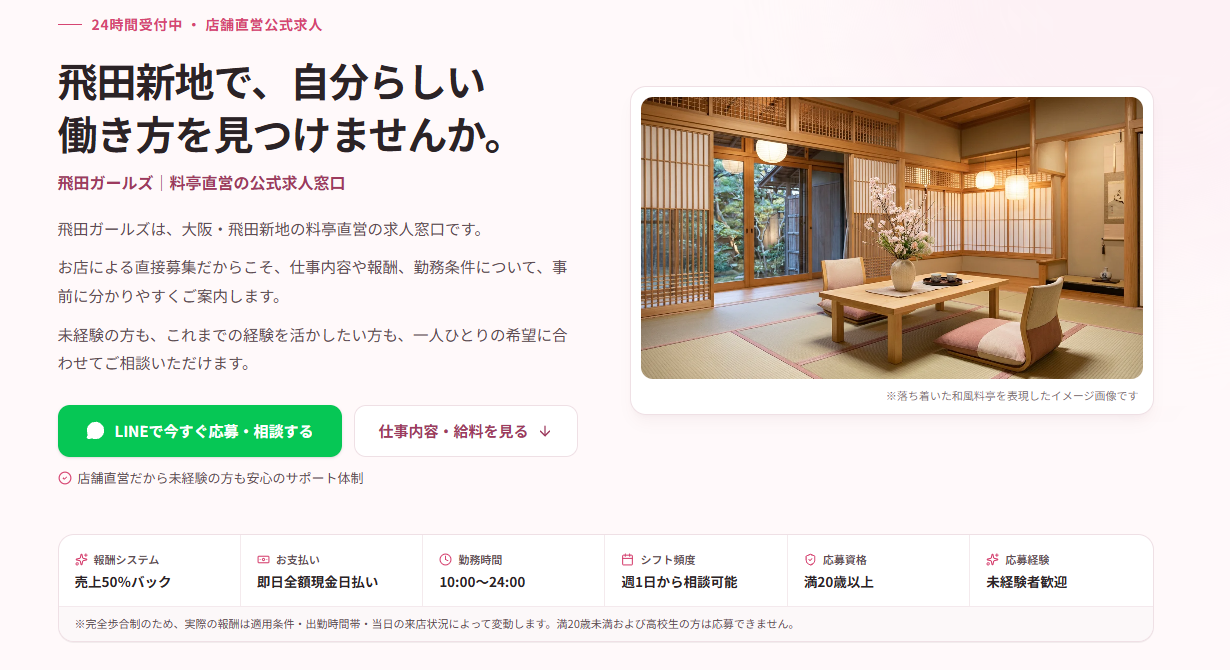 24時間受付中 ・ 店舗直営公式求人
飛田新地で、自分らしい
働き方を見つけませんか。
飛田ガールズ｜料亭直営の公式求人窓口
飛田ガールズは、大阪・飛田新地の料亭直営の求人窓口です。
お店による直接募集だからこそ、仕事内容や報酬、勤務条件について、事
前に分かりやすくご案内します。
未経験の方も、これまでの経験を活かしたい方も、一人ひとりの希望に合
わせてご相談いただけます。
LINEで今すぐ応募・相談する
仕事内容・給料を見る ↓
店舗直営だから未経験の方も安心のサポート体制
※落ち着いた和風料亭を表現したイメージ画像です
報酬システム
売上50%バック
お支払い
即日全額現金日払い
勤務時間
10:00〜24:00
シフト頻度
週1日から相談可能
応募資格
満20歳以上
応募経験
未経験者歓迎
※完全歩合制のため、実際の報酬は適用条件・出勤時間帯・当日の来店状況によって変動します。満20歳未満および高校生の方は応募できません。